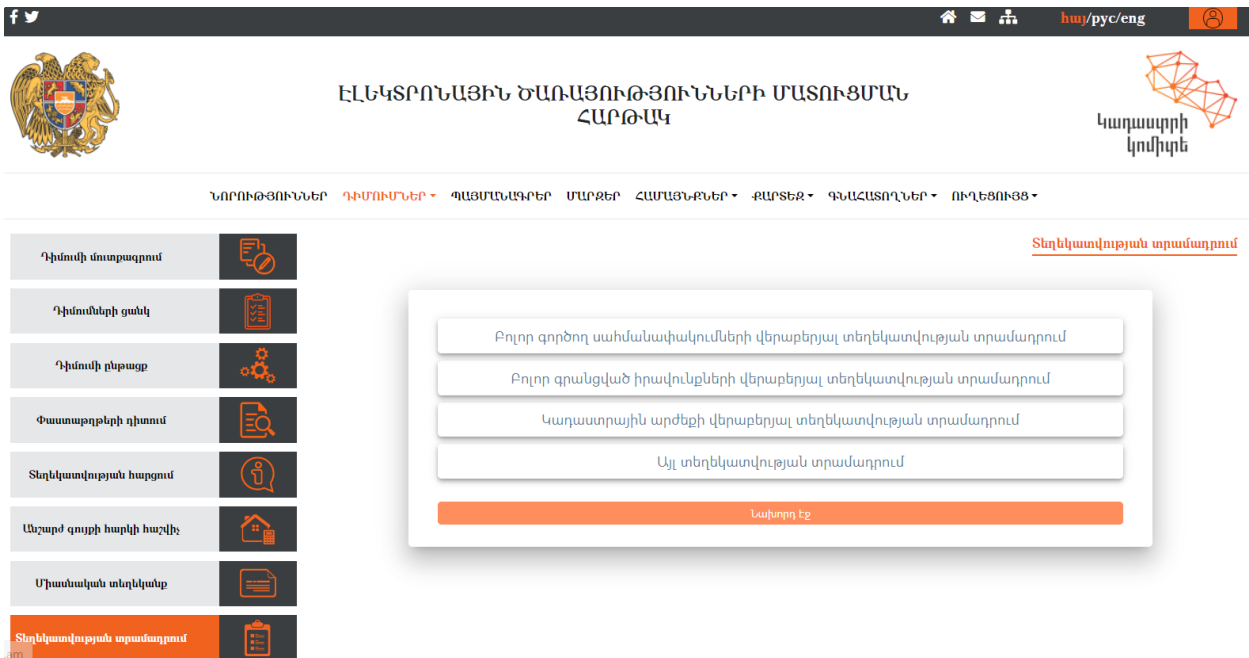 հայ/рус/eng
ԷԼԵԿՏՐՈՆԱՅԻՆ ԾԱՌԱՅՈՒԹՅՈՒՆՆԵՐԻ ՄԱՏՈՒՑՄԱՆ
ՀԱՐԹԱԿ
Կադաստրի
կոմիտե
ՆՈՐՈՒԹՅՈՒՆՆԵՐ ԴԻՄՈՒՄՆԵՐ ՊԱՅՄԱՆԱԳՐԵՐ ՄԱՐԶԵՐ ՀԱՄԱՅՆՔՆԵՐ ՔԱՐՏԵԶ ԳՆԱՀԱՏՈՂՆԵՐ ՈՒՂԵՑՈՒՅՑ
Տեղեկատվության տրամադրում
Դիմումի մուտքագրում
Դիմումների ցանկ
Դիմումի ընթացք
Փաստաթղթերի դիտում
Տեղեկատվության հարցում
Անշարժ գույքի հարկի հաշվիչ
Միասնական տեղեկանք
Տեղեկատվության տրամադրում
Բոլոր գործող սահմանափակումների վերաբերյալ տեղեկատվության տրամադրում
Բոլոր գրանցված իրավունքների վերաբերյալ տեղեկատվության տրամադրում
Կադաստրային արժեքի վերաբերյալ տեղեկատվության տրամադրում
Այլ տեղեկատվության տրամադրում
Նախորդ էջ